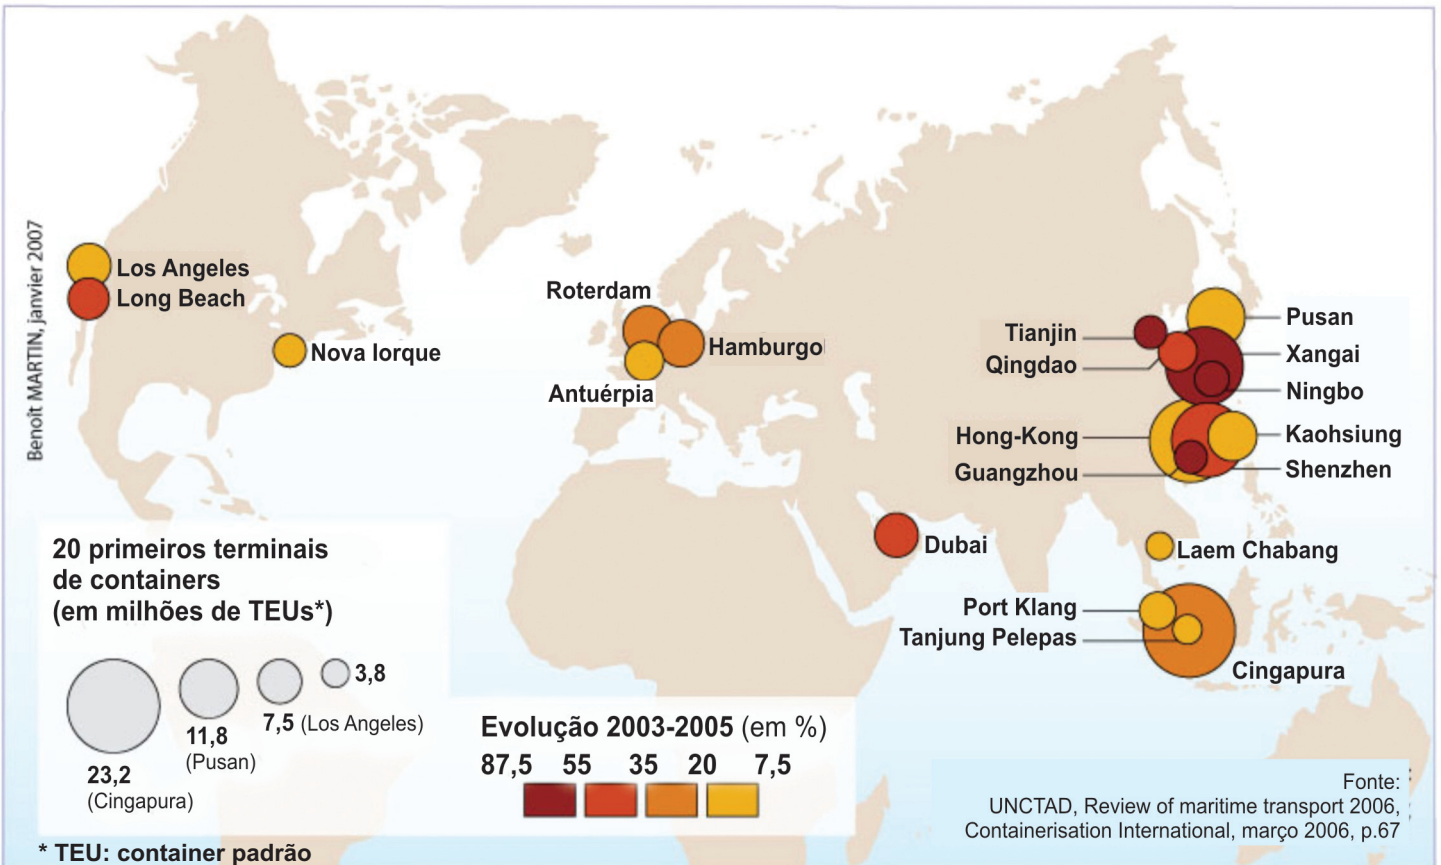 Benoît MARTIN, janvier 2007
Los Angeles
Long Beach
Nova Iorque
Roterdam
Hamburgo
Antuérpia
Tianjin
Qingdao
Pusan
Xangai
Ningbo
Hong-Kong
Guangzhou
Kaohsiung
Shenzhen
Dubai
Laem Chabang
Port Klang
Tanjung Pelepas
Cingapura
20 primeiros terminais
de containers
(em milhões de TEUs*)
23,2
(Cingapura)
11,8
(Pusan)
7,5 (Los Angeles)
3,8
Evolução 2003-2005 (em %)
87,5 55 35 20 7,5
Fonte:
UNCTAD, Review of maritime transport 2006,
Containerisation International, março 2006, p.67
* TEU: container padrão